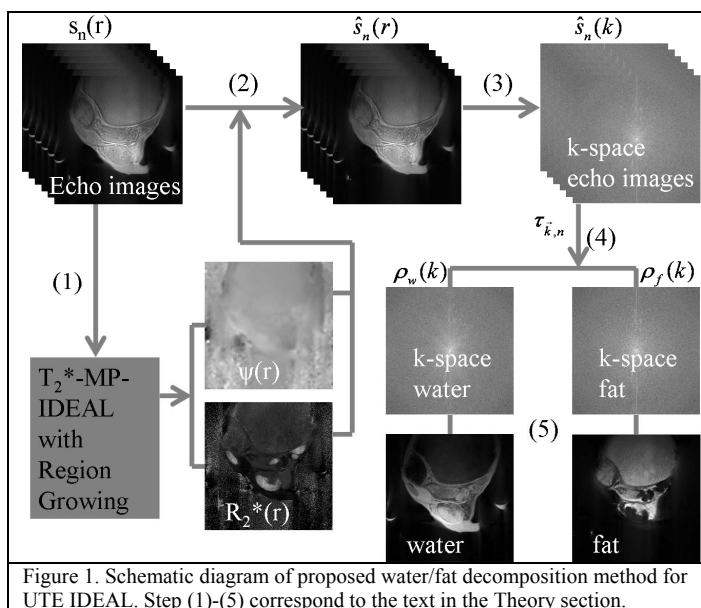 s_n(r)
ŝ_n(r)
ŝ_n(k)
(2)
(3)
Echo images
k-space
echo images
τ_k⃗,n
(4)
(1)
ρ_w(k)
ρ_f(k)
T₂*-MP-
IDEAL
with
Region
Growing
ψ(r)
k-space
water
k-space
fat
(5)
R₂*(r)
water
fat
Figure 1. Schematic diagram of proposed water/fat decomposition method for
UTE IDEAL. Step (1)-(5) correspond to the text in the Theory section.